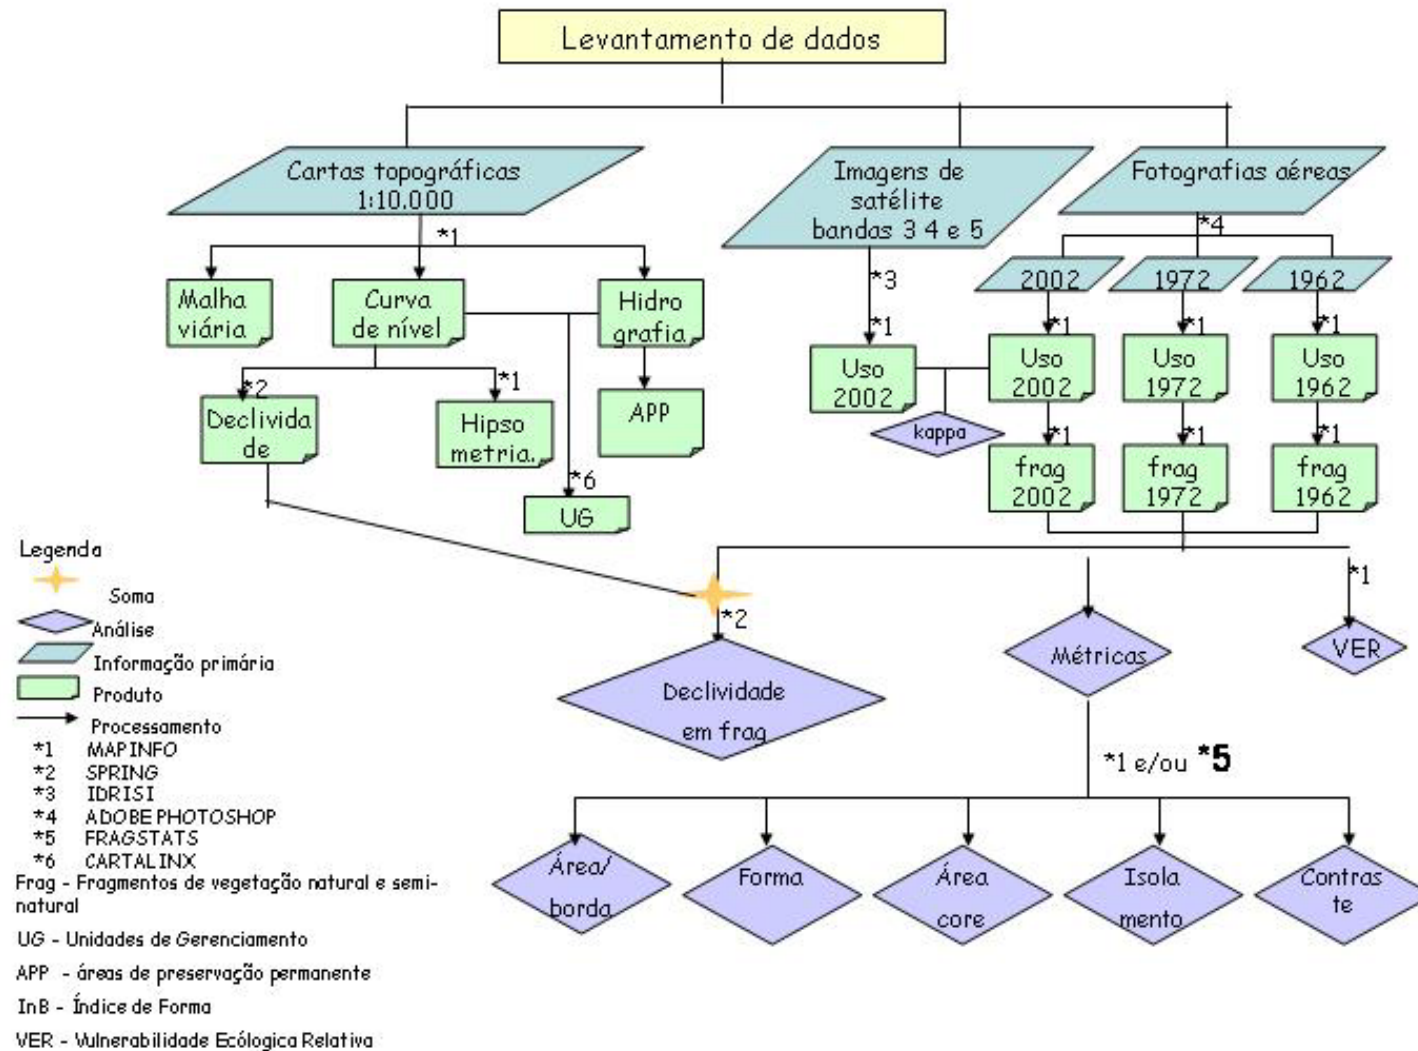 Levantamento de dados
Cartas topográficas
1:10.000
Imagens de
satélite
bandas 3 4 e 5
Fotografias aéreas
*1
*3
*4
2002
1972
1962
Malha
viária
Curva
de nível
Hidro
grafia
*1
*1
*1
*1
Uso
2002
Uso
2002
Uso
1972
Uso
1962
kappa
*2
*1
Declivida
de
Hipso
metria.
APP
*1
*1
*1
frag
2002
frag
1972
frag
1962
*6
UG
*2
*1
Declividade
em frag
Métricas
VER
*1 e/ou *5
Área/
borda
Forma
Área
core
Isola
mento
Contras
te
Legenda
Soma
Análise
Informação primária
Produto
Processamento
*1 MAPINFO
*2 SPRING
*3 IDRISI
*4 ADOBE PHOTOSHOP
*5 FRAGSTATS
*6 CARTALINX
Frag - Fragmentos de vegetação natural e semi-
natural
UG - Unidades de Gerenciamento
APP - áreas de preservação permanente
InB - Índice de Forma
VER - Vulnerabilidade Ecólogica Relativa